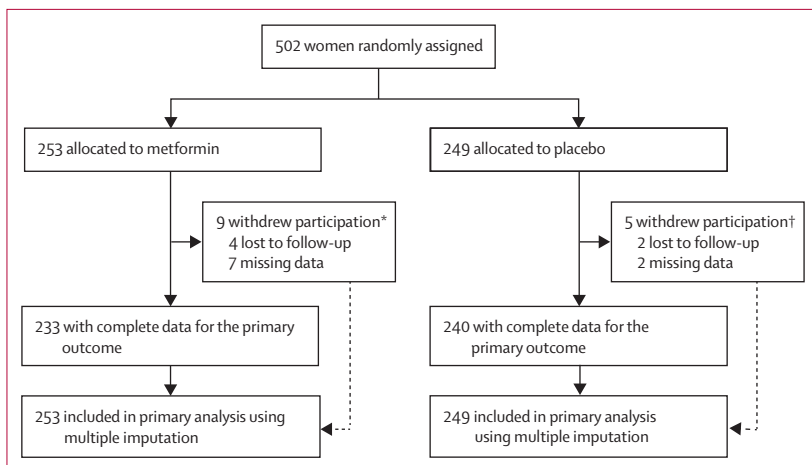 502 women randomly assigned
253 allocated to metformin
249 allocated to placebo
9 withdrew participation*
4 lost to follow-up
7 missing data
5 withdrew participation†
2 lost to follow-up
2 missing data
233 with complete data for the primary
outcome
240 with complete data for the
primary outcome
253 included in primary analysis using
multiple imputation
249 included in primary analysis
using multiple imputation